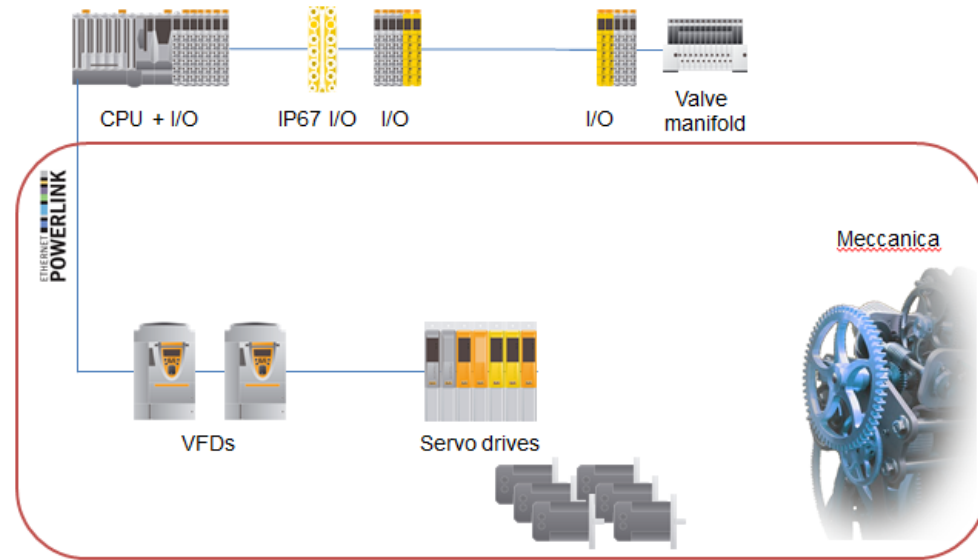 CPU + I/O
IP67 I/O
I/O
I/O
Valve
manifold
ETHERNET
POWERLINK
Meccanica
VFDs
Servo drives